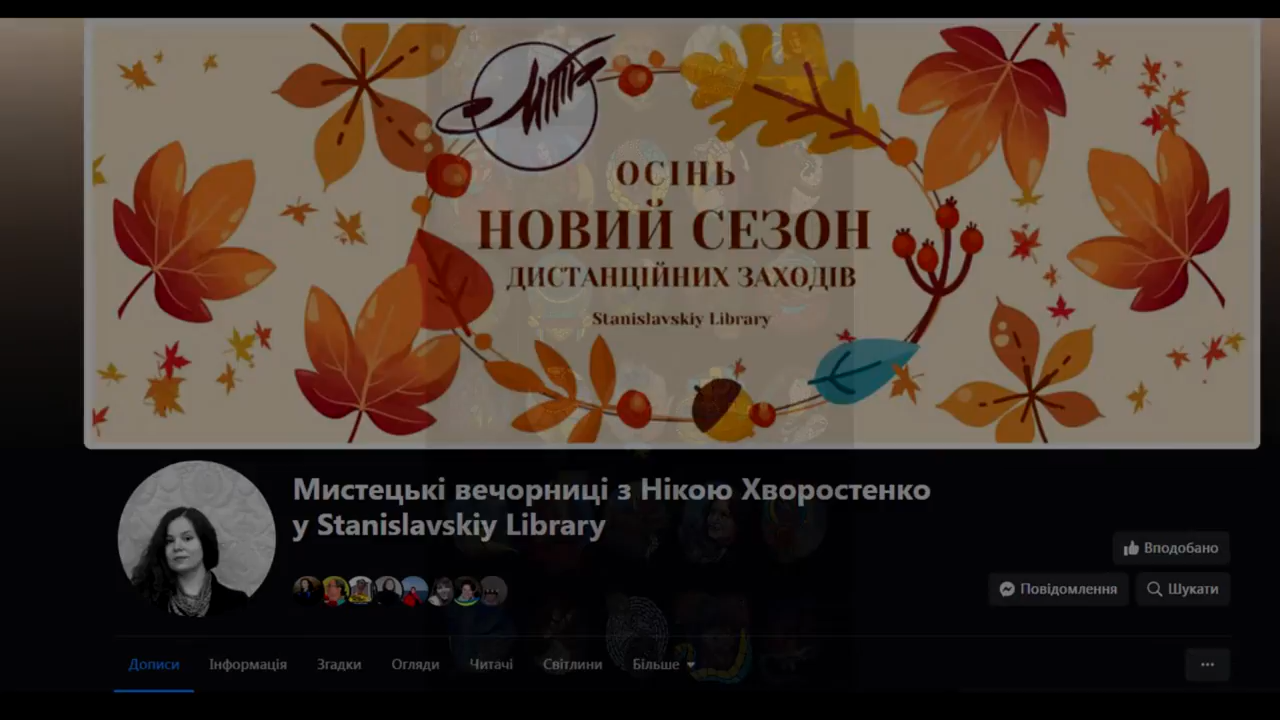 МТК
ОСІНЬ
НОВИЙ СЕЗОН
ДИСТАНЦІЙНИХ ЗАХОДІВ
Stanislavskiy Library
Мистецькі вечорниці з Нікою Хворостенко
у Stanislavskiy Library
Вподобано
Повідомлення
Шукати
Дописи
Інформація
Згадки
Огляди
Читачі
Світлини
Більше